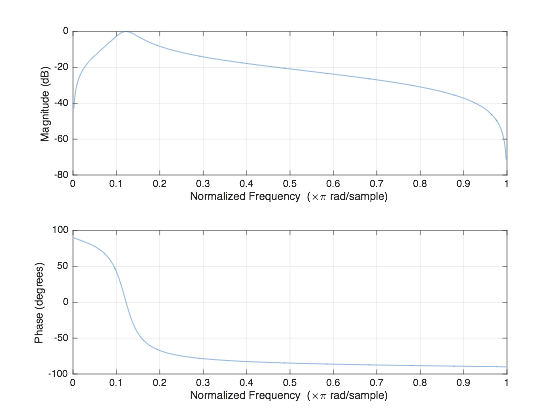 0
-20
-40
-60
-80
Magnitude (dB)
0 0.1 0.2 0.3 0.4 0.5 0.6 0.7 0.8 0.9 1
Normalized Frequency (×π rad/sample)
100
50
0
-50
-100
Phase (degrees)
0 0.1 0.2 0.3 0.4 0.5 0.6 0.7 0.8 0.9 1
Normalized Frequency (×π rad/sample)